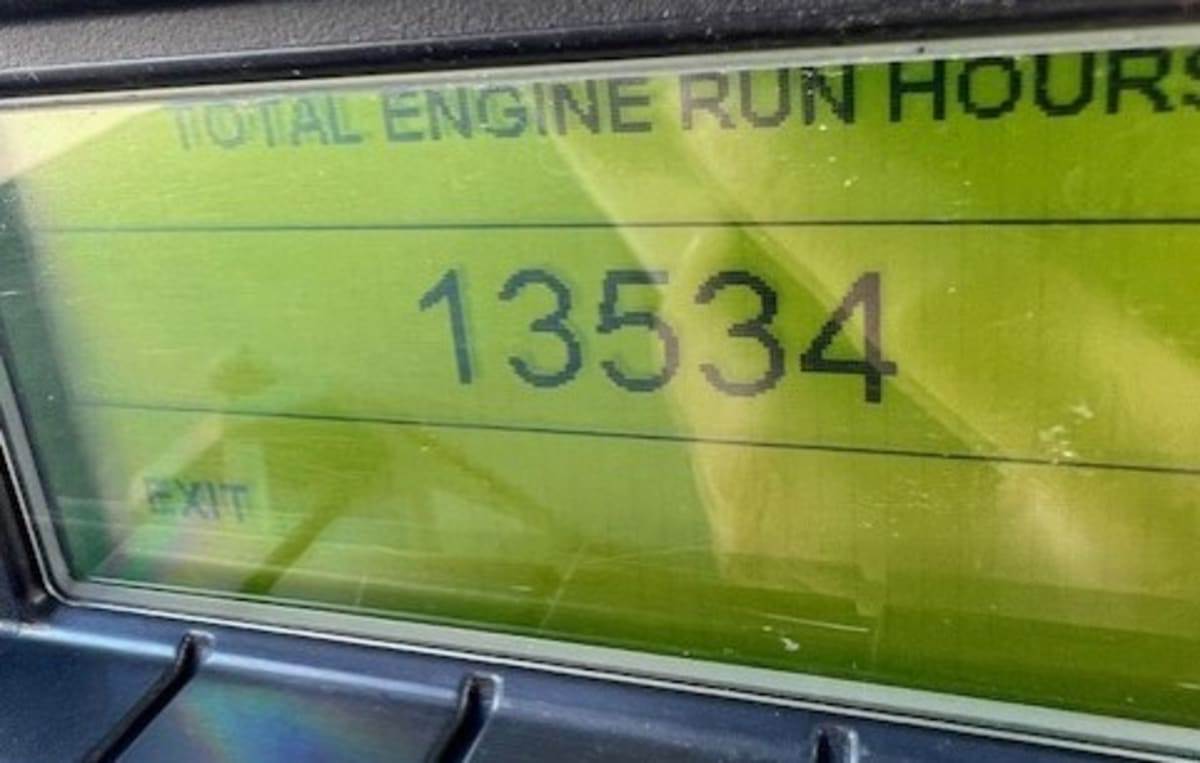 TOTAL ENGINE RUN HOURS
13534
EXIT